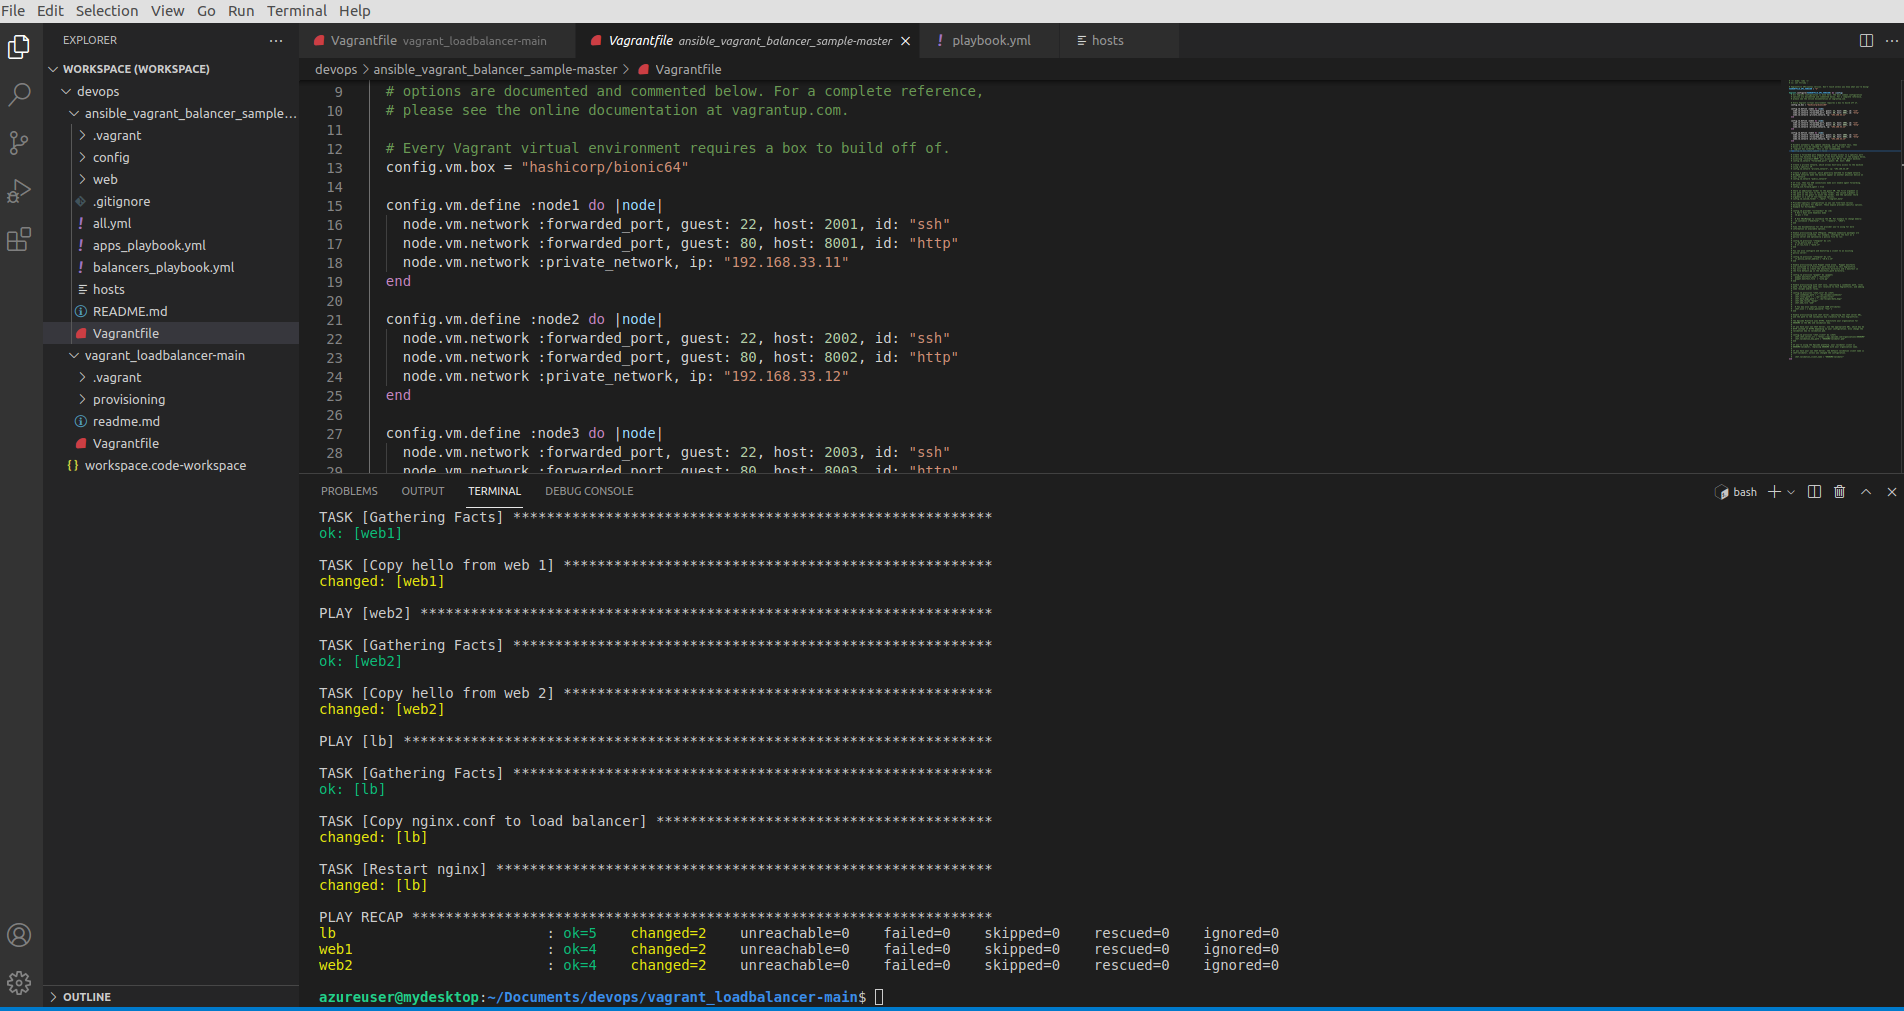 File Edit Selection View Go Run Terminal Help
EXPLORER ...
WORKSPACE (WORKSPACE)
devops
ansible_vagrant_balancer_sample...
.vagrant
config
web
.gitignore
! all.yml
! apps_playbook.yml
! balancers_playbook.yml
hosts
README.md
Vagrantfile
vagrant_loadbalancer-main
.vagrant
provisioning
readme.md
Vagrantfile
{} workspace.code-workspace
OUTLINE
Vagrantfile vagrant_loadbalancer-main
Vagrantfile ansible_vagrant_balancer_sample-master
! playbook.yml
hosts
devops > ansible_vagrant_balancer_sample-master > Vagrantfile
9 # options are documented and commented below. For a complete reference,
10 # please see the online documentation at vagrantup.com.
11
12 # Every Vagrant virtual environment requires a box to build off of.
13 config.vm.box = "hashicorp/bionic64"
14
15 config.vm.define :node1 do |node|
16 node.vm.network :forwarded_port, guest: 22, host: 2001, id: "ssh"
17 node.vm.network :forwarded_port, guest: 80, host: 8001, id: "http"
18 node.vm.network :private_network, ip: "192.168.33.11"
19 end
20
21 config.vm.define :node2 do |node|
22 node.vm.network :forwarded_port, guest: 22, host: 2002, id: "ssh"
23 node.vm.network :forwarded_port, guest: 80, host: 8002, id: "http"
24 node.vm.network :private_network, ip: "192.168.33.12"
25 end
26
27 config.vm.define :node3 do |node|
28 node.vm.network :forwarded_port, guest: 22, host: 2003, id: "ssh"
29 node.vm.network :forwarded_port, guest: 80, host: 8003, id: "http"
PROBLEMS OUTPUT TERMINAL DEBUG CONSOLE
bash
TASK [Gathering Facts] *********************************************************
ok: [web1]
TASK [Copy hello from web 1] ***************************************************
changed: [web1]
PLAY [web2] ********************************************************************
TASK [Gathering Facts] *********************************************************
ok: [web2]
TASK [Copy hello from web 2] ***************************************************
changed: [web2]
PLAY [lb] **********************************************************************
TASK [Gathering Facts] *********************************************************
ok: [lb]
TASK [Copy nginx.conf to load balancer] ****************************************
changed: [lb]
TASK [Restart nginx] ***********************************************************
changed: [lb]
PLAY RECAP *********************************************************************
lb : ok=5 changed=2 unreachable=0 failed=0 skipped=0 rescued=0 ignored=0
web1 : ok=4 changed=2 unreachable=0 failed=0 skipped=0 rescued=0 ignored=0
web2 : ok=4 changed=2 unreachable=0 failed=0 skipped=0 rescued=0 ignored=0
azureuser@mydesktop:~/Documents/devops/vagrant_loadbalancer-main$